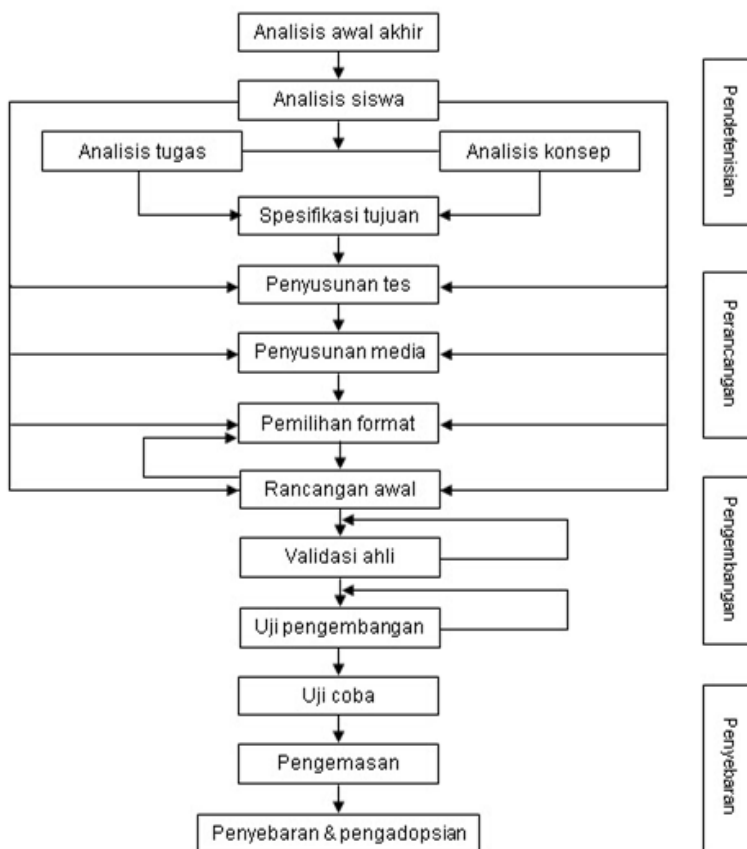 Analisis awal akhir
Analisis siswa
Analisis tugas
Analisis konsep
Spesifikasi tujuan
Penyusunan tes
Penyusunan media
Pemilihan format
Rancangan awal
Validasi ahli
Uji pengembangan
Uji coba
Pengemasan
Penyebaran & pengadopsian
Pendefenisian
Perancangan
Pengembangan
Penyebaran